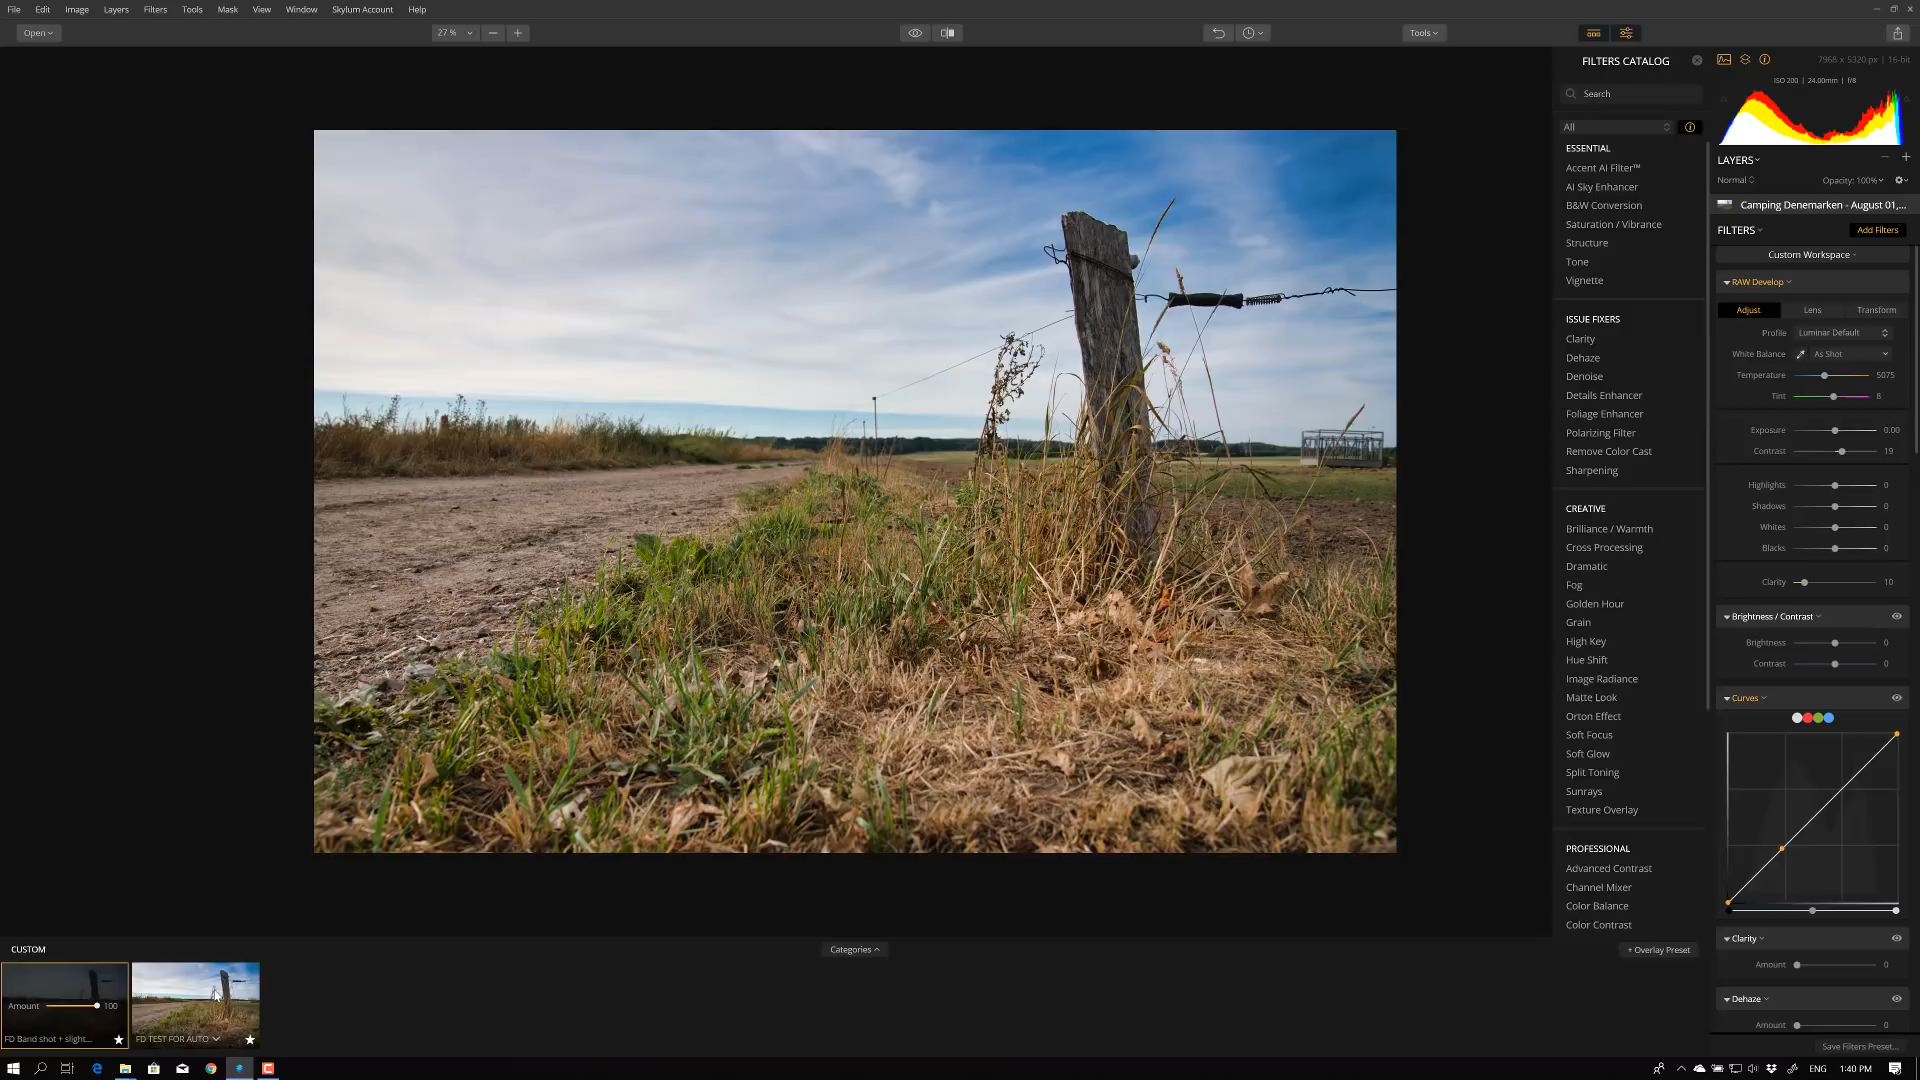 File Edit Image Layers Filters Tools Mask View Window Skylum Account Help
Open 27 % Tools
FILTERS CATALOG
Search
All
ESSENTIAL
Accent AI Filter™
AI Sky Enhancer
B&W Conversion
Saturation / Vibrance
Structure
Tone
Vignette
ISSUE FIXERS
Clarity
Dehaze
Denoise
Details Enhancer
Foliage Enhancer
Polarizing Filter
Remove Color Cast
Sharpening
CREATIVE
Brilliance / Warmth
Cross Processing
Dramatic
Fog
Golden Hour
Grain
High Key
Hue Shift
Image Radiance
Matte Look
Orton Effect
Soft Focus
Soft Glow
Split Toning
Sunrays
Texture Overlay
PROFESSIONAL
Advanced Contrast
Channel Mixer
Color Balance
Color Contrast
7968 x 5320 px | 16-bit
ISO 200 | 24.00mm | f/8
LAYERS
Normal Opacity: 100%
Camping Denemarken - August 01,...
FILTERS Add Filters
Custom Workspace
RAW Develop
Adjust Lens Transform
Profile Luminar Default
White Balance As Shot
Temperature 5075
Tint 8
Exposure 0.00
Contrast 19
Highlights 0
Shadows 0
Whites 0
Blacks 0
Clarity 10
Brightness / Contrast
Brightness 0
Contrast 0
Curves
Clarity
Amount 0
Dehaze
Amount 0
Save Filters Preset...
CUSTOM Categories + Overlay Preset
Amount 100
FD Band shot + slight... FD TEST FOR AUTO
ENG 1:40 PM